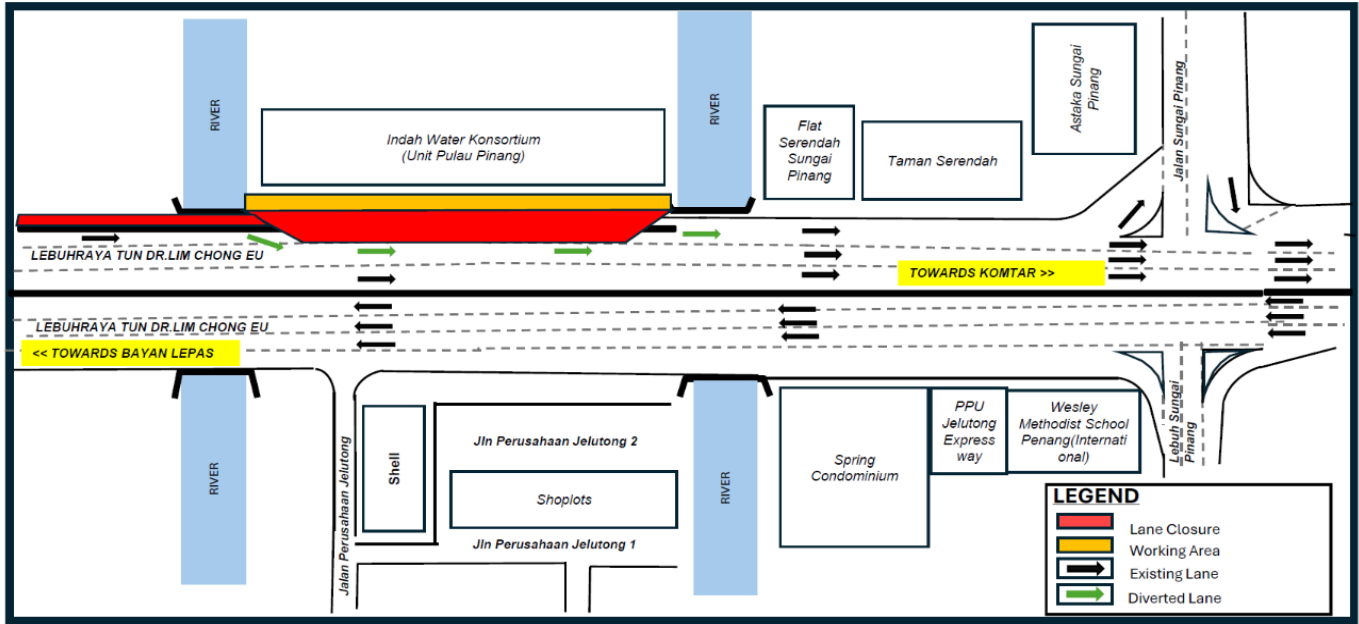 RIVER
Indah Water Konsortium
(Unit Pulau Pinang)
RIVER
Flat
Serendah
Sungai
Pinang
Taman Serendah
Astaka Sungai
Pinang
Jalan Sungai Pinang
LEBUHRAYA TUN DR.LIM CHONG EU
TOWARDS KOMTAR >>
LEBUHRAYA TUN DR.LIM CHONG EU
<< TOWARDS BAYAN LEPAS
RIVER
Jalan Perusahaan Jelutong
Shell
Jln Perusahaan Jelutong 2
Shoplots
Jln Perusahaan Jelutong 1
RIVER
Spring
Condominium
PPU
Jelutong
Express
way
Wesley
Methodist School
Penang(Internati
onal)
Lebuh Sungai
Pinang
LEGEND
Lane Closure
Working Area
Existing Lane
Diverted Lane